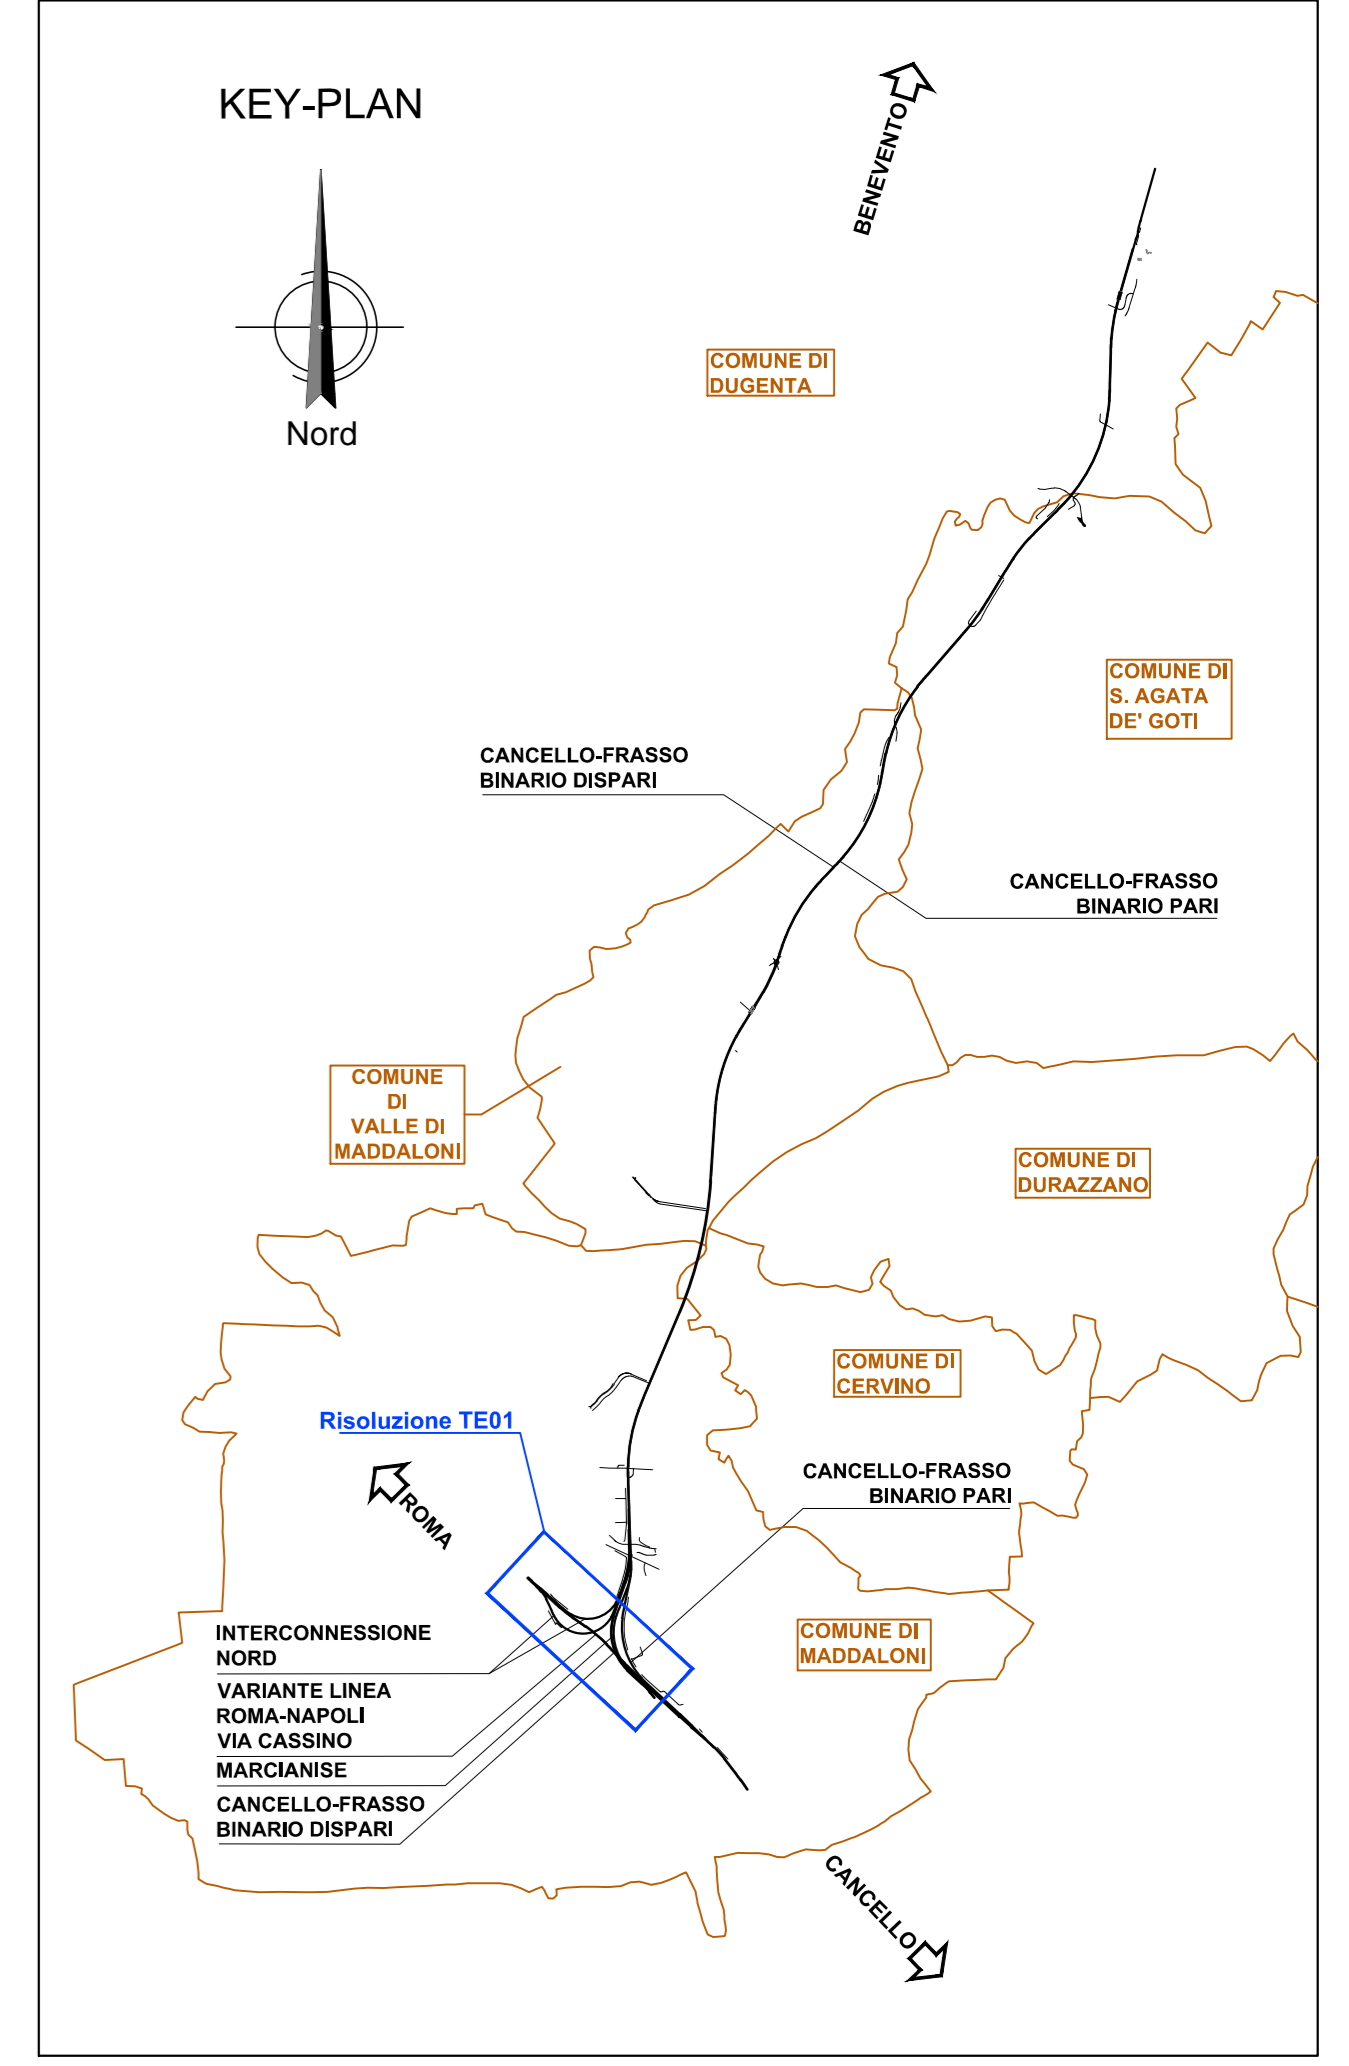 KEY-PLAN
Nord
BENEVENTO
COMUNE DI
DUGENTA
COMUNE DI
S. AGATA
DE' GOTI
CANCELLO-FRASSO
BINARIO DISPARI
CANCELLO-FRASSO
BINARIO PARI
COMUNE
DI
VALLE DI
MADDALONI
COMUNE DI
DURAZZANO
COMUNE DI
CERVINO
Risoluzione TE01
ROMA
CANCELLO-FRASSO
BINARIO PARI
INTERCONNESSIONE
NORD
VARIANTE LINEA
ROMA-NAPOLI
VIA CASSINO
MARCIANISE
CANCELLO-FRASSO
BINARIO DISPARI
COMUNE DI
MADDALONI
CANCELLO